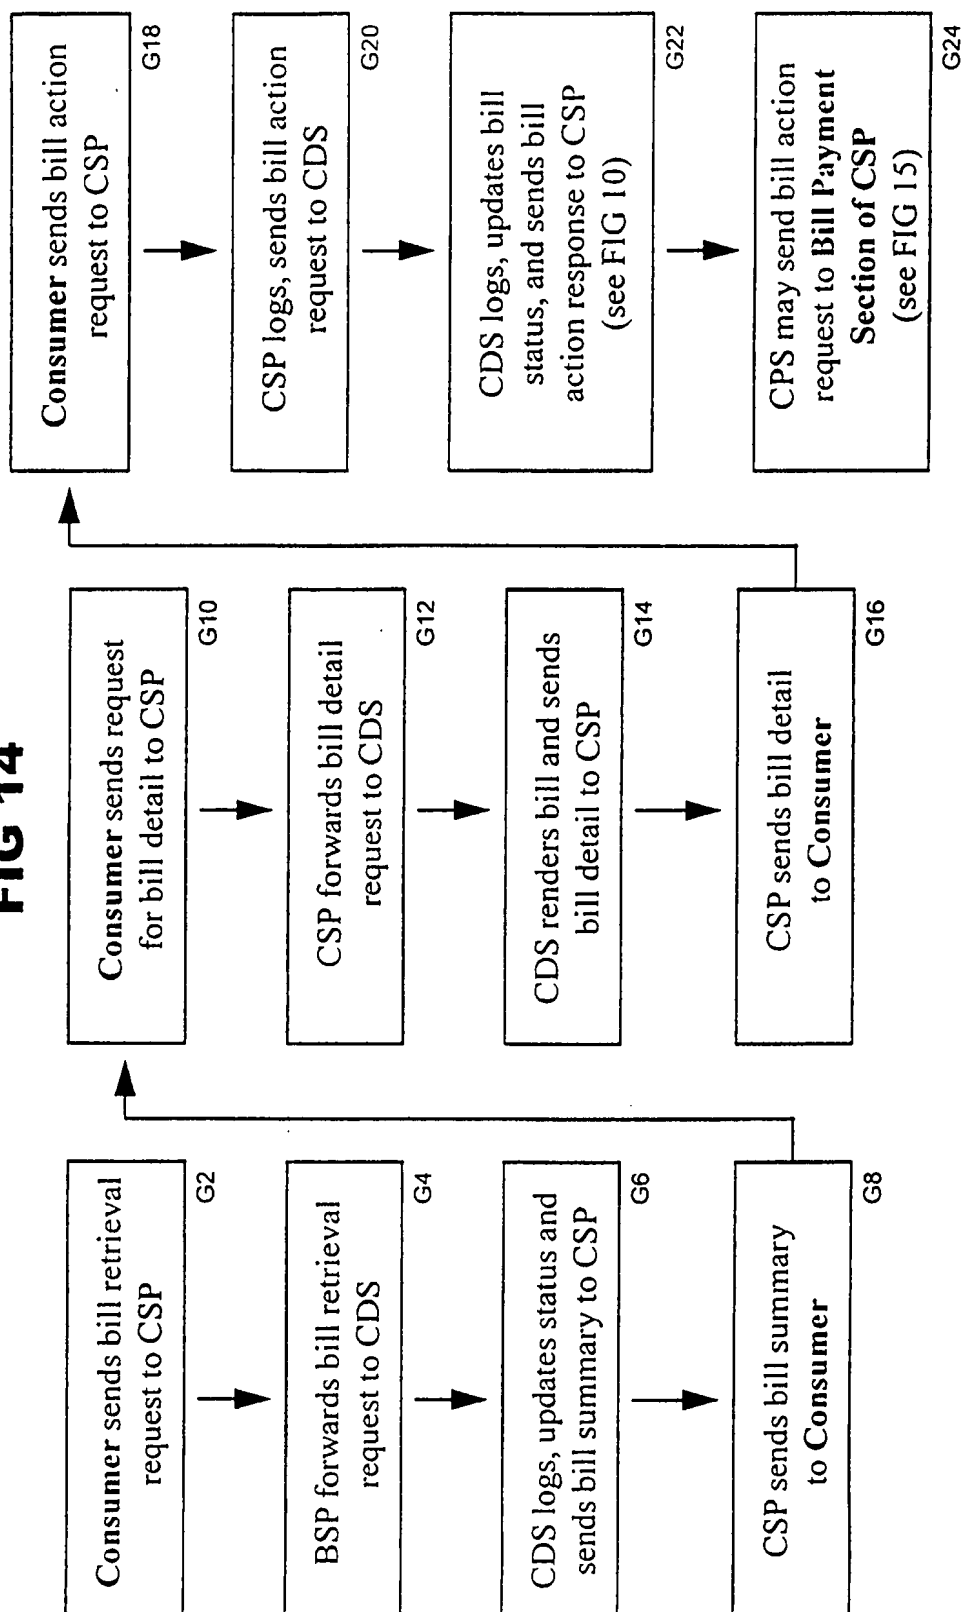 FIG 14
Consumer sends bill retrieval
request to CSP
G2
BSP forwards bill retrieval
request to CDS
G4
CDS logs, updates status and
sends bill summary to CSP
G6
CSP sends bill summary
to Consumer
G8
Consumer sends request
for bill detail to CSP
G10
CSP forwards bill detail
request to CDS
G12
CDS renders bill and sends
bill detail to CSP
G14
CSP sends bill detail
to Consumer
G16
Consumer sends bill action
request to CSP
G18
CSP logs, sends bill action
request to CDS
G20
CDS logs, updates bill
status, and sends bill
action response to CSP
(see FIG 10)
G22
CPS may send bill action
request to Bill Payment
Section of CSP
(see FIG 15)
G24